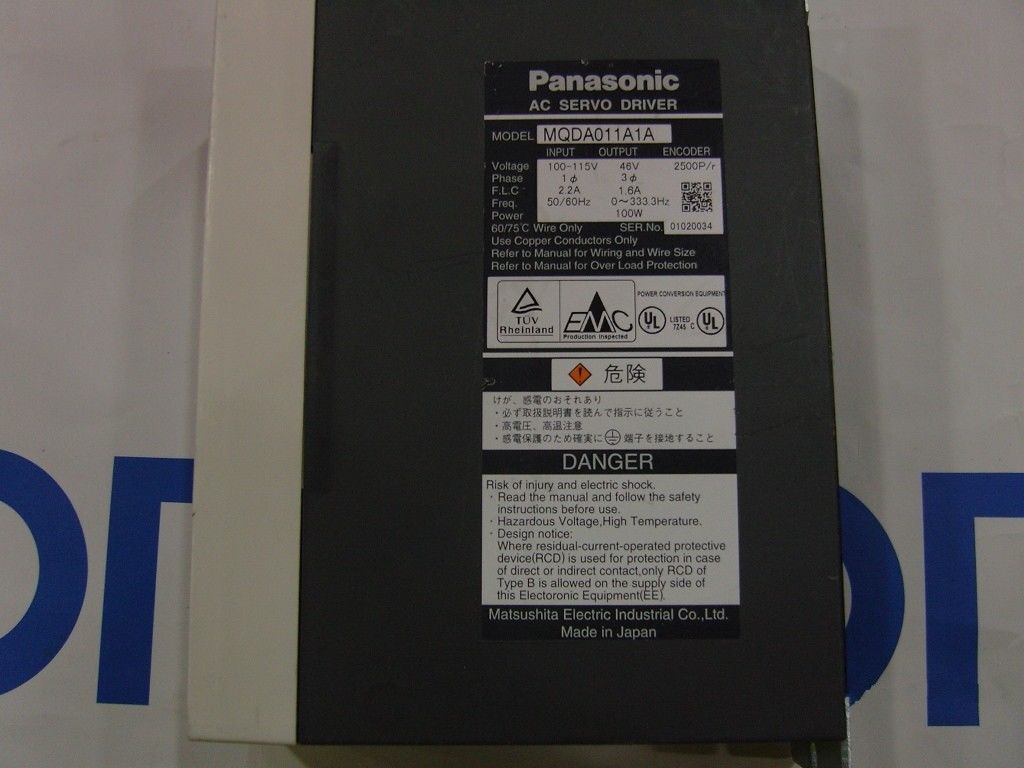 Panasonic
AC SERVO DRIVER
MODEL MQDA011A1A
INPUT OUTPUT ENCODER
Voltage 100-115V 46V 2500P/r
Phase 1ϕ 3ϕ
F.L.C 2.2A 1.6A
Freq. 50/60Hz 0～333.3Hz
Power 100W
60/75℃ Wire Only SER.No. 01020034
Use Copper Conductors Only
Refer to Manual for Wiring and Wire Size
Refer to Manual for Over Load Protection
TÜV
Rheinland
EMC
Production Inspected
POWER CONVERSION EQUIPMENT
UL LISTED 7Z45 C UL
危険
けが、感電のおそれあり
・必ず取扱説明書を読んで指示に従うこと
・高電圧、高温注意
・感電保護のため確実に端子を接地すること
DANGER
Risk of injury and electric shock.
・Read the manual and follow the safety
instructions before use.
・Hazardous Voltage,High Temperature.
・Design notice:
Where residual-current-operated protective
device(RCD) is used for protection in case
of direct or indirect contact,only RCD of
Type B is allowed on the supply side of
this Electoronic Equipment(EE).
Matsushita Electric Industrial Co.,Ltd.
Made in Japan